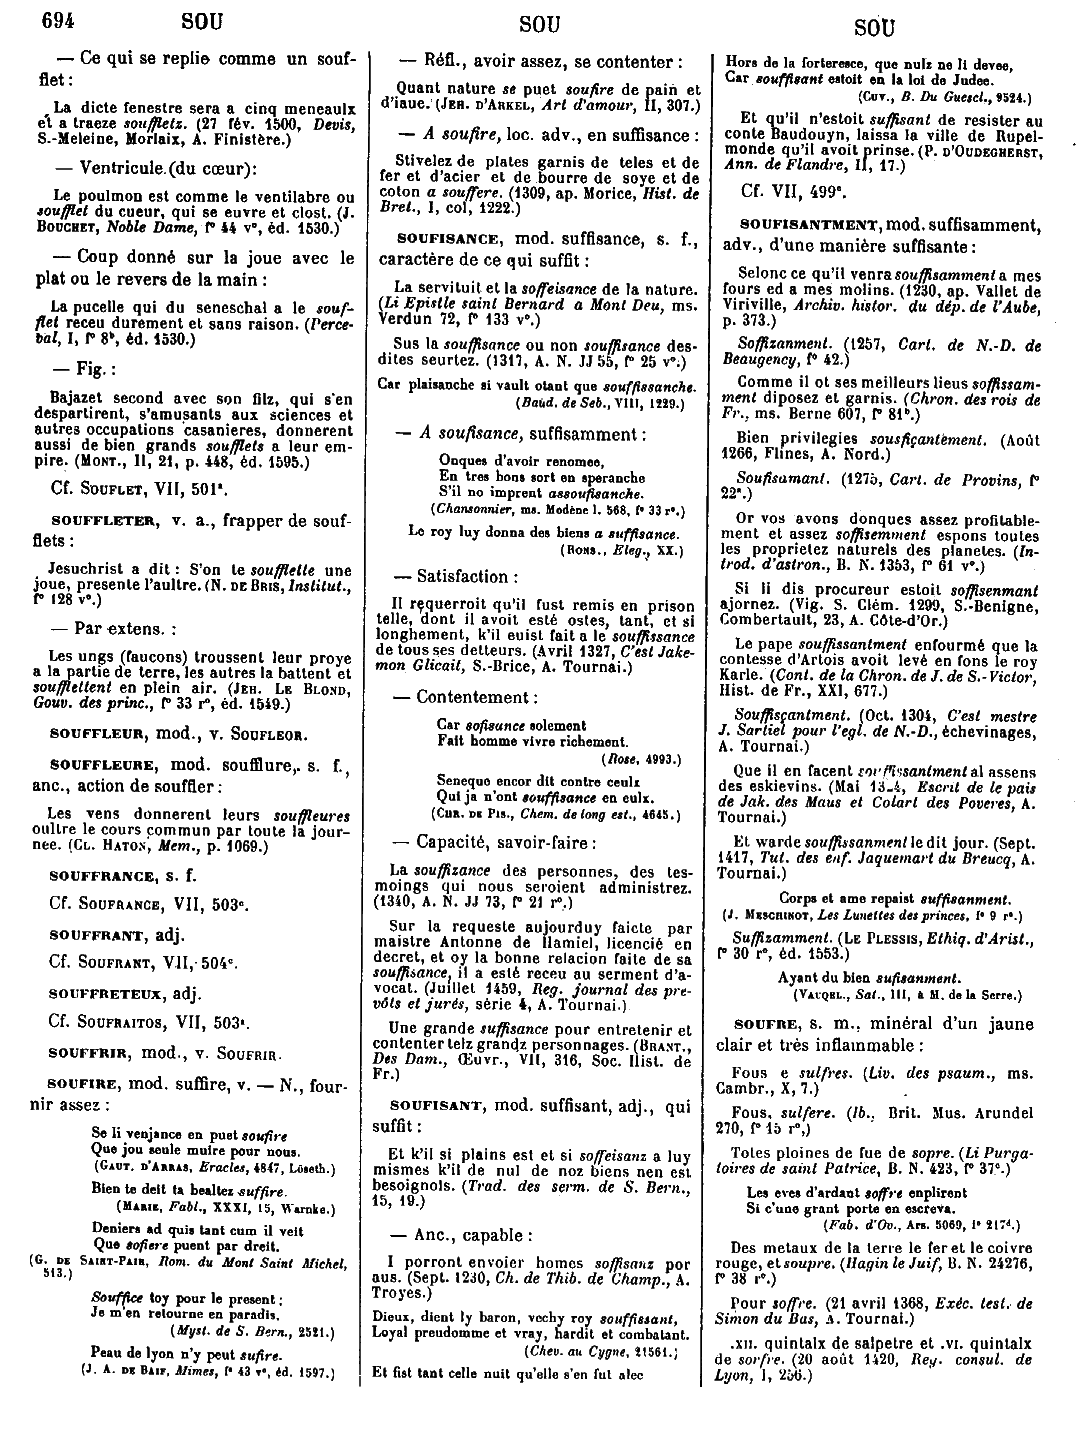 694 SOU SOU SOU
— Ce qui se replie comme un souf-
flet :
La dicte fenestre sera a cinq meneaulx
et a traeze souffletz. (27 fév. 1500, Devis,
S.-Meleine, Morlaix, A. Finistère.)
— Ventricule (du cœur):
Le poulmon est comme le ventilabre ou
soufflet du cueur, qui se euvre et clost. (J.
BOUCHET, Noble Dame, f° 44 v°, éd. 1530.)
— Coup donné sur la joue avec le
plat ou le revers de la main :
La pucelle qui du seneschal a le souf-
flet receu durement et sans raison. (Perce-
val, I, f° 8ᵇ, éd. 1530.)
— Fig. :
Bajazet second avec son filz, qui s'en
despartirent, s'amusants aux sciences et
autres occupations casanieres, donnerent
aussi de bien grands soufflets a leur em-
pire. (MONT., II, 21, p. 448, éd. 1595.)
Cf. SOUFLET, VII, 501ᵃ.
SOUFFLETER, v. a., frapper de souf-
flets :
Jesuchrist a dit : S'on te soufflette une
joue, presente l'aultre. (N. DE BRIS, Institut.,
f° 128 v°.)
— Par extens. :
Les ungs (faucons) troussent leur proye
a la partie de terre, les autres la battent et
soufflettent en plein air. (JEH. LE BLOND,
Gouv. des princ., f° 33 r°, éd. 1549.)
SOUFFLEUR, mod., v. SOUFLEOR.
SOUFFLEURE, mod. soufflure, s. f.,
anc., action de souffler :
Les vens donnerent leurs souffleures
oultre le cours commun par toute la jour-
nee. (CL. HATON, Mem., p. 1069.)
SOUFFRANCE, s. f.
Cf. SOUFRANCE, VII, 503ᶜ.
SOUFFRANT, adj.
Cf. SOUFRANT, VII, 504ᶜ.
SOUFFRETEUX, adj.
Cf. SOUFRAITOS, VII, 503ᵃ.
SOUFFRIR, mod., v. SOUFRIR.
SOUFIRE, mod. suffire, v. — N., four-
nir assez :
Se li venjance en puet soufire
Que jou seule muire pour nous.
(GAUT. D'ARRAS, Eracles, 4847, Löseth.)
Bien te deit ta bealtez suffire.
(MARIE, Fabl., XXXI, 15, Warnke.)
Deniers ad quis tant cum il veit
Que sofiere puent par dreit.
(G. DE SAINT-PAIR, Rom. du Mont Saint Michel,
513.)
Souffice toy pour le present ;
Je m'en retourne en paradis.
(Myst. de S. Bern., 2521.)
Peau de lyon n'y peut sufire.
(J. A. DE BAIF, Mimes, f° 43 v°, éd. 1597.)
— Réfl., avoir assez, se contenter :
Quant nature se puet soufire de pain et
d'iaue. (JEH. D'ARKEL, Art d'amour, II, 307.)
— A soufire, loc. adv., en suffisance :
Stivelez de plates garnis de teles et de
fer et d'acier et de bourre de soye et de
coton a souffere. (1309, ap. Morice, Hist. de
Bret., I, col, 1222.)
SOUFISANCE, mod. suffisance, s. f.,
caractère de ce qui suffit :
La servituit et la soffeisance de la nature.
(Li Epistle saint Bernard a Mont Deu, ms.
Verdun 72, f° 133 v°.)
Sus la souffisance ou non souffisance des-
dites seurtez. (1317, A. N. JJ 55, f° 25 v°.)
Car plaisanche si vault otant que souffissanche.
(Baud. de Seb., VIII, 1229.)
— A soufisance, suffisamment :
Onques d'avoir renomee,
En tres bons sort en speranche
S'il no imprent assoufisanche.
(Chansonnier, ms. Modène l. 568, f° 33 r°.)
Le roy luy donna des biens a suffisance.
(RONS., Eleg., XX.)
— Satisfaction :
Il requerroit qu'il fust remis en prison
telle, dont il avoit esté ostes, tant, et si
longhement, k'il euist fait a le souffissance
de tous ses detteurs. (Avril 1327, C'est Jake-
mon Glicait, S.-Brice, A. Tournai.)
— Contentement :
Car sofisance solement
Fait homme vivre richement.
(Rose, 4993.)
Seneque encor dit contre ceulx
Qui ja n'ont souffisance en eulx.
(CHR. DE PIS., Chem. de long est., 4645.)
— Capacité, savoir-faire :
La souffizance des personnes, des tes-
moings qui nous seroient administrez.
(1340, A. N. JJ 73, f° 21 r°.)
Sur la requeste aujourduy faicte par
maistre Antonne de Hamiel, licencié en
decret, et oy la bonne relacion faite de sa
souffisance, il a esté receu au serment d'a-
vocat. (Juillet 1459, Reg. journal des pre-
vôts et jurés, série 4, A. Tournai.)
Une grande suffisance pour entretenir et
contenter telz grandz personnages. (BRANT.,
Des Dam., Œuvr., VII, 316, Soc. Hist. de
Fr.)
SOUFISANT, mod. suffisant, adj., qui
suffit :
Et k'il si plains est et si soffeisanz a luy
mismes k'il de nul de noz biens nen est
besoignols. (Trad. des serm. de S. Bern.,
15, 19.)
— Anc., capable :
I porront envoier homes soffisanz por
aus. (Sept. 1230, Ch. de Thib. de Champ., A.
Troyes.)
Dieux, dient ly baron, vechy roy souffissant,
Loyal preudomme et vray, hardit et combatant.
(Chev. au Cygne, 21561.)
Et fist tant celle nuit qu'elle s'en fut alec
Hors de la forteresce, que nulz ne li devee,
Car souffisant estoit en la loi de Judee.
(CUV., B. Du Guescl., 9524.)
Et qu'il n'estoit suffisant de resister au
conte Baudouyn, laissa la ville de Rupel-
monde qu'il avoit prinse. (P. D'OUDEGHERST,
Ann. de Flandre, II, 17.)
Cf. VII, 499ᵃ.
SOUFISANTMENT, mod. suffisamment,
adv., d'une manière suffisante :
Selonc ce qu'il venra souffisamment a mes
fours ed a mes molins. (1230, ap. Vallet de
Viriville, Archiv. histor. du dép. de l'Aube,
p. 373.)
Soffizanment. (1257, Cart. de N.-D. de
Beaugency, f° 42.)
Comme il ot ses meilleurs lieus soffissam-
ment diposez et garnis. (Chron. des rois de
Fr., ms. Berne 607, f° 81ᵇ.)
Bien privilegies sousfiçantement. (Août
1266, Flines, A. Nord.)
Soufisamant. (1275, Cart. de Provins, f°
22ᵃ.)
Or vos avons donques assez profitable-
ment et assez soffisemment espons toutes
les proprietez naturels des planetes. (In-
trod. d'astron., B. N. 1353, f° 61 v°.)
Si li dis procureur estoit soffisenmant
ajornez. (Vig. S. Clém. 1299, S.-Benigne,
Combertault, 23, A. Côte-d'Or.)
Le pape souffissantment enfourmé que la
contesse d'Artois avoit levé en fons le roy
Karle. (Cont. de la Chron. de J. de S.-Victor,
Hist. de Fr., XXI, 677.)
Souffisçantment. (Oct. 1304, C'est mestre
J. Sartiel pour l'egl. de N.-D., échevinages,
A. Tournai.)
Que il en facent souffissantment al assens
des eskievins. (Mai, Escrit de le pais
de Jak. des Maus et Colart des Poveres, A.
Tournai.)
Et warde souffissanment le dit jour. (Sept.
1417, Tut. des enf. Jaquemart du Breucq, A.
Tournai.)
Corps et ame repaist suffisanment.
(J. MESCHINOT, Les Lunettes des princes, f° 9 r°.)
Suffizamment. (LE PLESSIS, Ethiq. d'Arist.,
f° 30 r°, éd. 1553.)
Ayant du bien sufisanment.
(VAUQEL., Sat., III, à M. de la Serre.)
SOUFRE, s. m., minéral d'un jaune
clair et très inflammable :
Fous e sulfres. (Liv. des psaum., ms.
Cambr., X, 7.)
Fous, sulfere. (Ib., Brit. Mus. Arundel
270, f° 15 r°,)
Totes ploines de fue de sopre. (Li Purga-
toires de saint Patrice, B. N. 423, f° 37ᶜ.)
Les eves d'ardant soffre enplirent
Si c'une grant porte en escreva.
(Fab. d'Ov., Ars. 5069, f° 217ᵈ.)
Des metaux de la terre le fer et le coivre
rouge, et soupre. (Hagin le Juif, B. N. 24276,
f° 38 r°.)
Pour soffre. (21 avril 1368, Exéc. test. de
Simon du Bus, A. Tournai.)
.XII. quintalx de salpetre et .VI. quintalx
de sorfre. (20 août 1420, Reg. consul. de
Lyon, I, 256.)